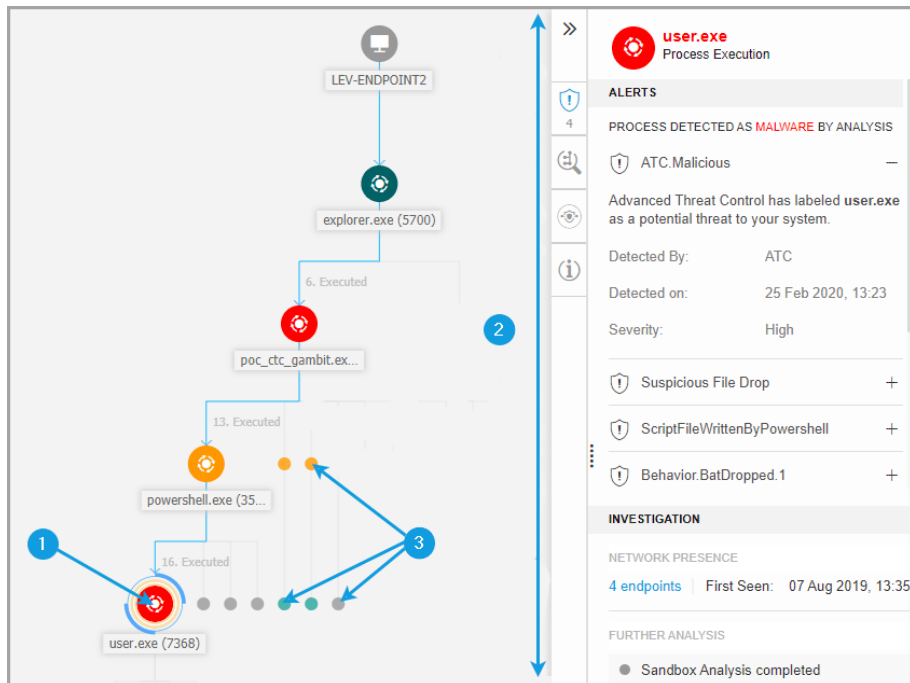 LEV-ENDPOINT2
explorer.exe (5700)
6. Executed
poc_ctc_gambit.ex...
2
13. Executed
powershell.exe (35...
1
3
16. Executed
user.exe (7368)
4
user.exe
Process Execution
ALERTS
PROCESS DETECTED AS MALWARE BY ANALYSIS
ATC.Malicious
Advanced Threat Control has labeled user.exe
as a potential threat to your system.
Detected By: ATC
Detected on: 25 Feb 2020, 13:23
Severity: High
Suspicious File Drop
ScriptFileWrittenByPowershell
Behavior.BatDropped.1
INVESTIGATION
NETWORK PRESENCE
4 endpoints First Seen: 07 Aug 2019, 13:35
FURTHER ANALYSIS
Sandbox Analysis completed